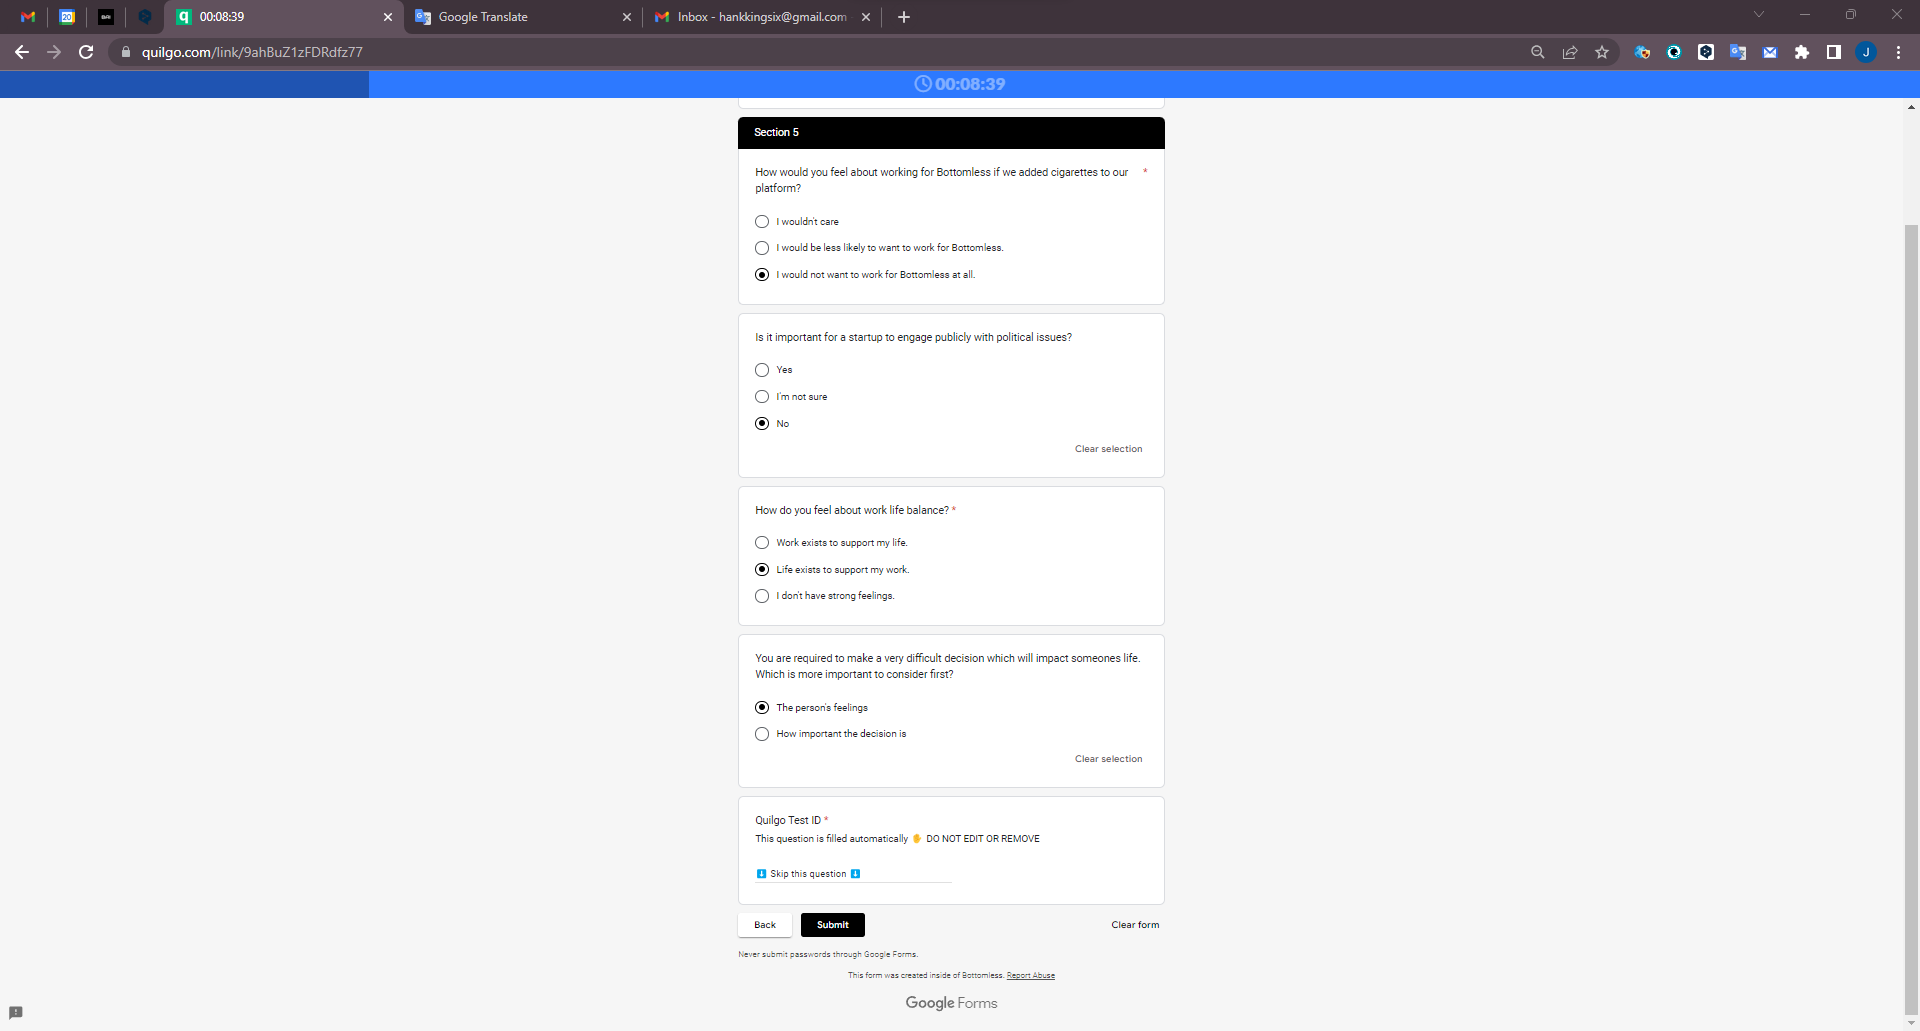 20
BAI
q
00:08:39
Google Translate
Inbox - hankkingsix@gmail.com
quilgo.com/link/9ahBuZ1zFDRdfz77
J
00:08:39
Section 5
How would you feel about working for Bottomless if we added cigarettes to our *
platform?
I wouldn't care
I would be less likely to want to work for Bottomless.
I would not want to work for Bottomless at all.
Is it important for a startup to engage publicly with political issues?
Yes
I'm not sure
No
Clear selection
How do you feel about work life balance? *
Work exists to support my life.
Life exists to support my work.
I don't have strong feelings.
You are required to make a very difficult decision which will impact someones life.
Which is more important to consider first?
The person's feelings
How important the decision is
Clear selection
Quilgo Test ID *
This question is filled automatically ✋ DO NOT EDIT OR REMOVE
⬇️ Skip this question ⬇️
Back
Submit
Clear form
Never submit passwords through Google Forms.
This form was created inside of Bottomless. Report Abuse
Google Forms